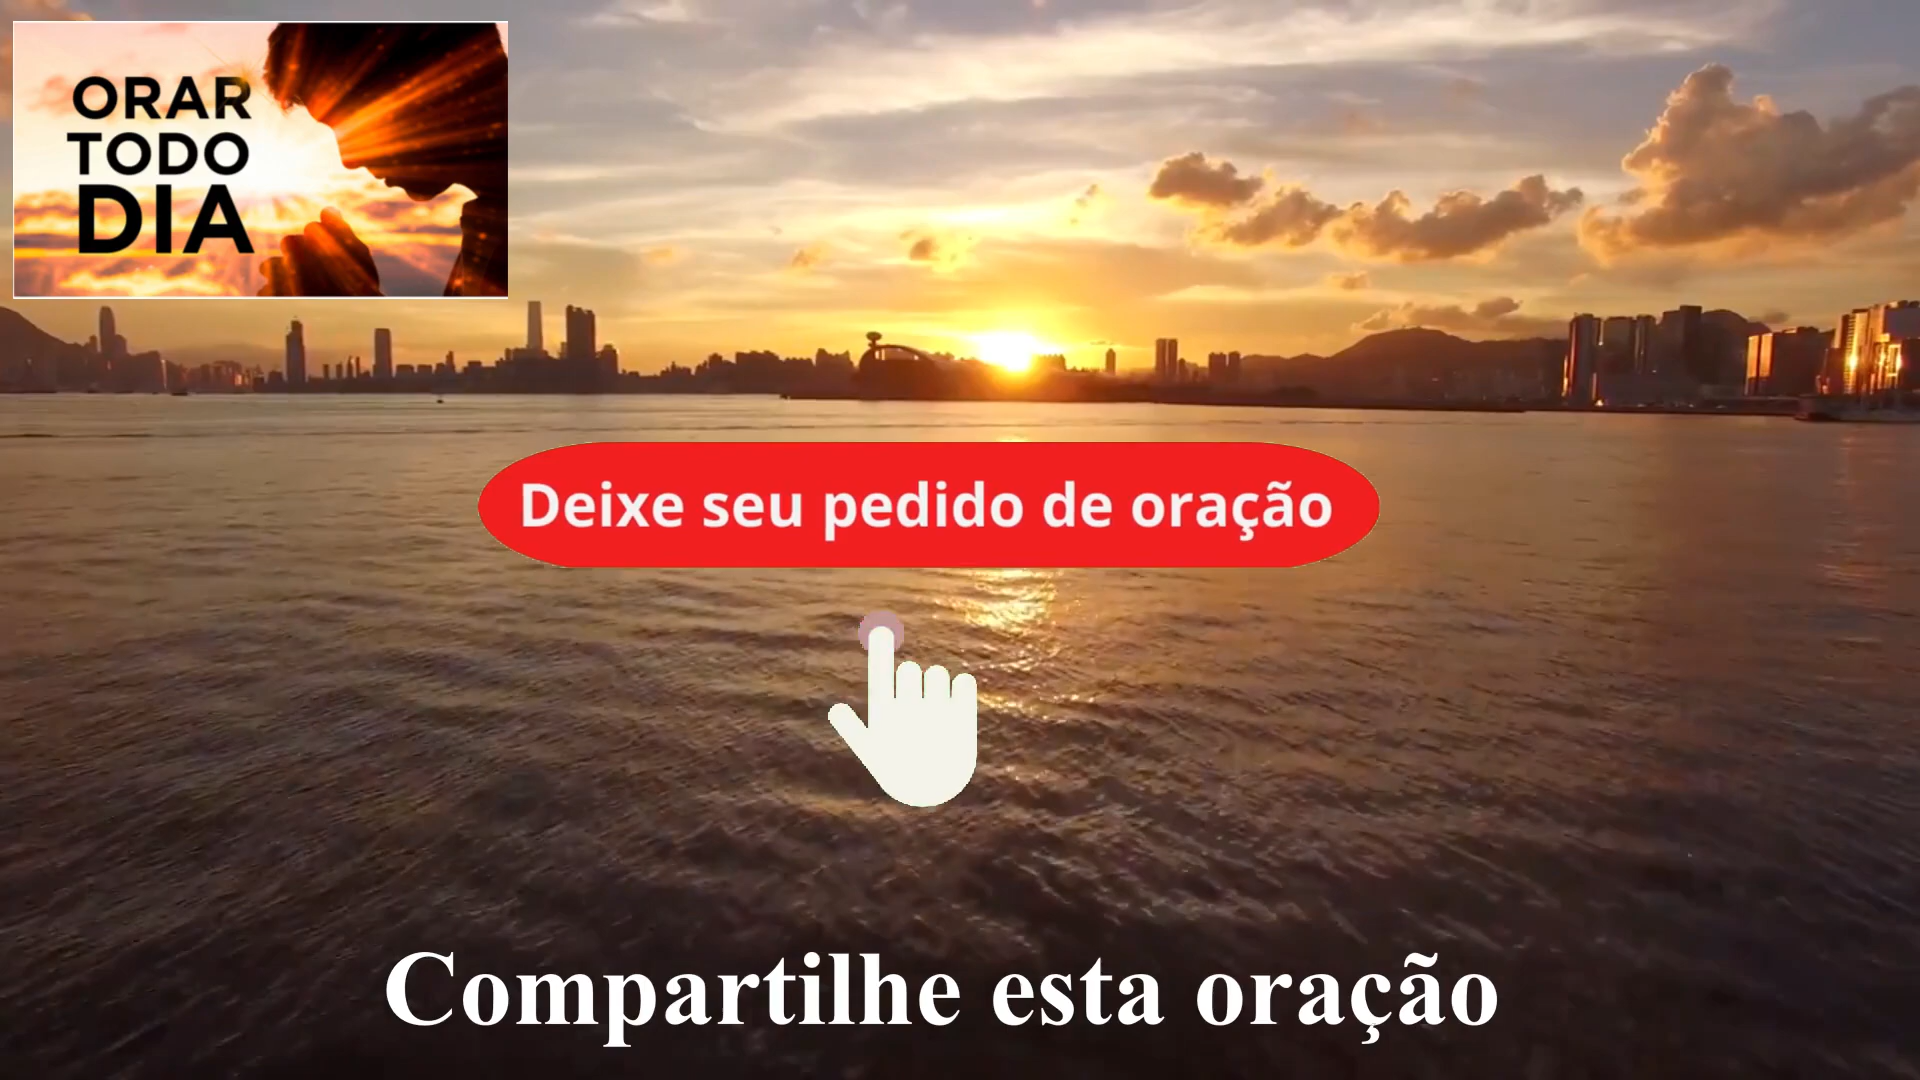 ORAR
TODO
DIA
Deixe seu pedido de oração
Compartilhe esta oração